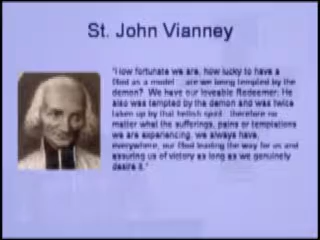 St. John Vianney
"How fortunate we are, how lucky to have a
God as a model are we being tempted by the
demon? We have our loveable Redeemer. He
also was tempted by the demon and was twice
taken up by that hellish spirit therefore no
matter what the sufferings, pains or temptations
we are experiencing, we always have,
everywhere, our God leading the way for us and
assuring us of victory as long as we genuinely
desire it."